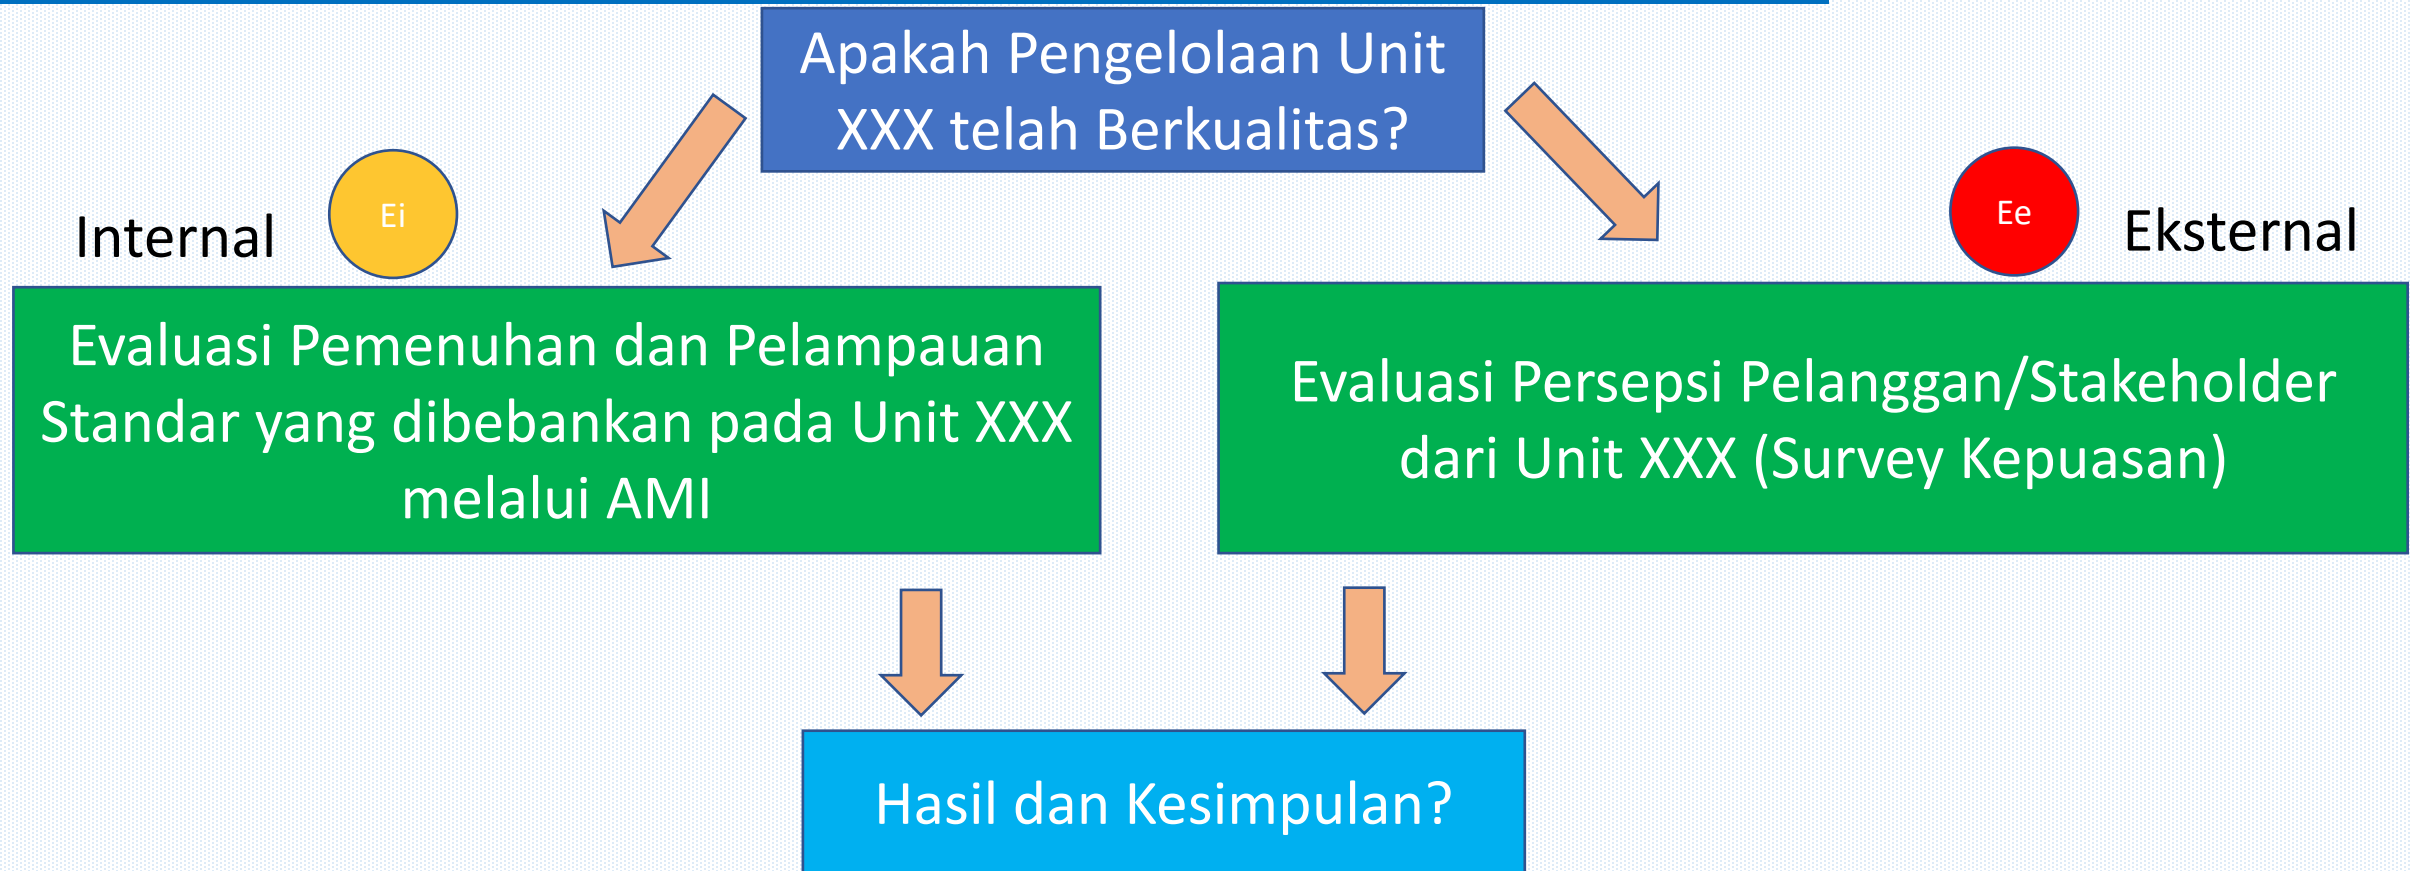 Apakah Pengelolaan Unit
XXX telah Berkualitas?
Internal
Ei
Ee
Eksternal
Evaluasi Pemenuhan dan Pelampauan
Standar yang dibebankan pada Unit XXX
melalui AMI
Evaluasi Persepsi Pelanggan/Stakeholder
dari Unit XXX (Survey Kepuasan)
Hasil dan Kesimpulan?